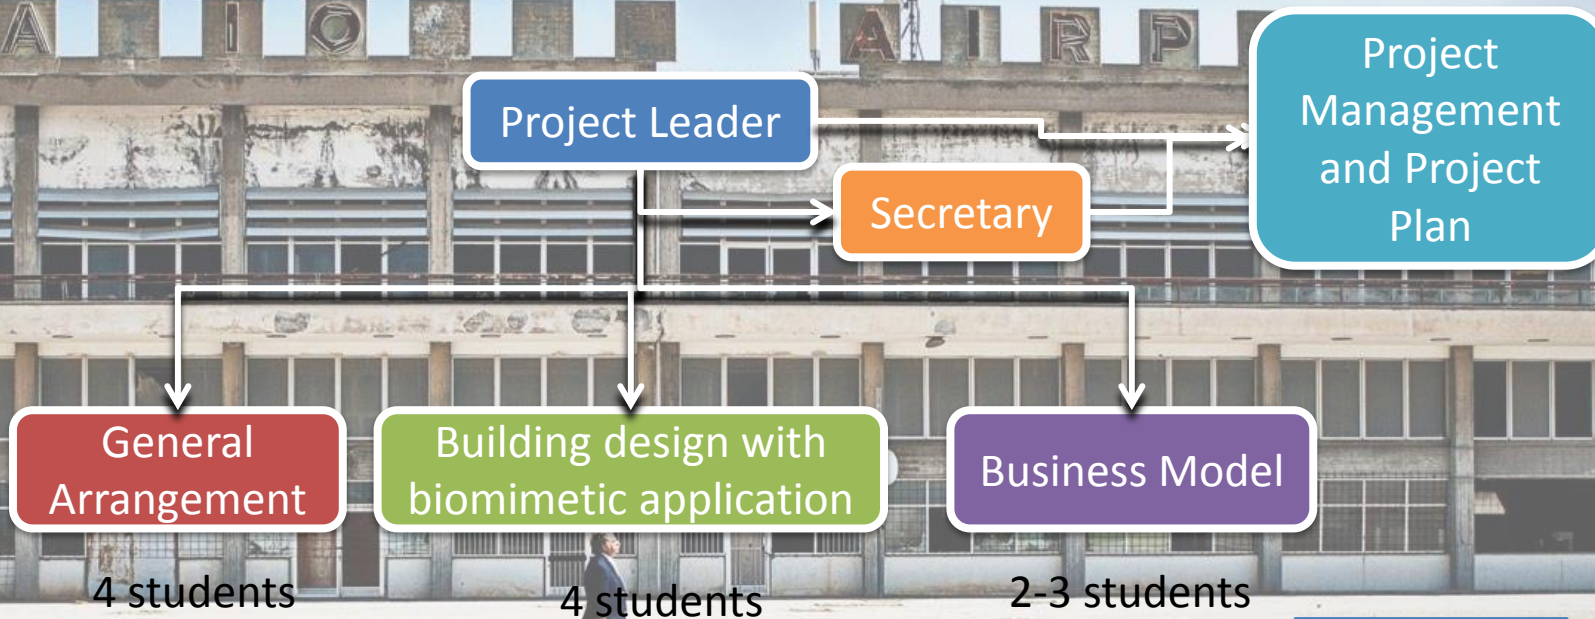 A I O N
A I R P
Project Leader
Secretary
Project
Management
and Project
Plan
General
Arrangement
Building design with
biomimetic application
Business Model
4 students
4 students
2-3 students